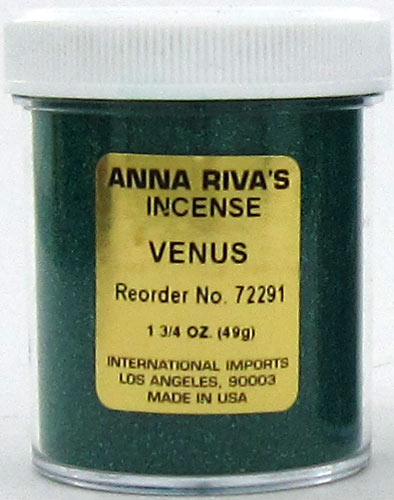 ANNA RIVA'S
INCENSE
VENUS
Reorder No. 72291
1 3/4 OZ. (49g)
INTERNATIONAL IMPORTS
LOS ANGELES, 90003
MADE IN USA